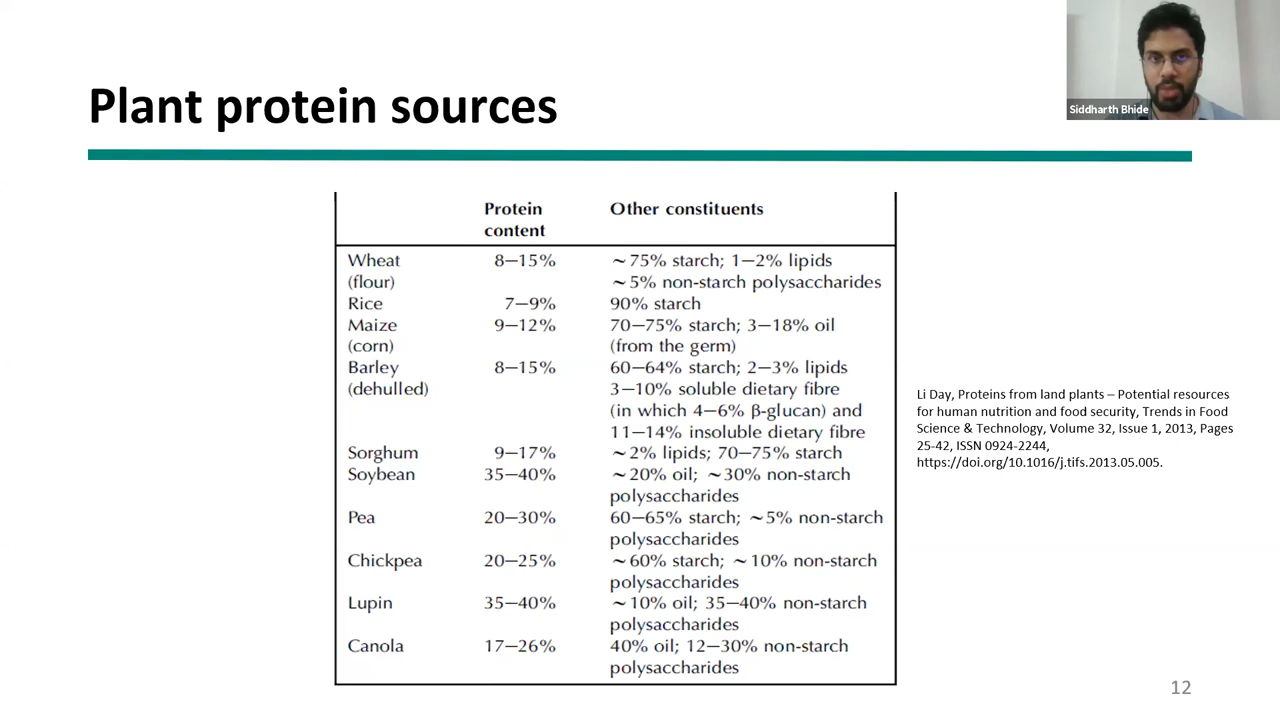 Siddharth Bhide
Plant protein sources
Protein content Other constituents
Wheat (flour) 8—15% ~75% starch; 1—2% lipids
~5% non-starch polysaccharides
Rice 7—9% 90% starch
Maize (corn) 9—12% 70—75% starch; 3—18% oil
(from the germ)
Barley (dehulled) 8—15% 60—64% starch; 2—3% lipids
3—10% soluble dietary fibre
(in which 4—6% β-glucan) and
11—14% insoluble dietary fibre
Sorghum 9—17% ~2% lipids; 70—75% starch
Soybean 35—40% ~20% oil; ~30% non-starch
polysaccharides
Pea 20—30% 60—65% starch; ~5% non-starch
polysaccharides
Chickpea 20—25% ~60% starch; ~10% non-starch
polysaccharides
Lupin 35—40% ~10% oil; 35—40% non-starch
polysaccharides
Canola 17—26% 40% oil; 12—30% non-starch
polysaccharides
Li Day, Proteins from land plants – Potential resources
for human nutrition and food security, Trends in Food
Science & Technology, Volume 32, Issue 1, 2013, Pages
25-42, ISSN 0924-2244,
https://doi.org/10.1016/j.tifs.2013.05.005.
12